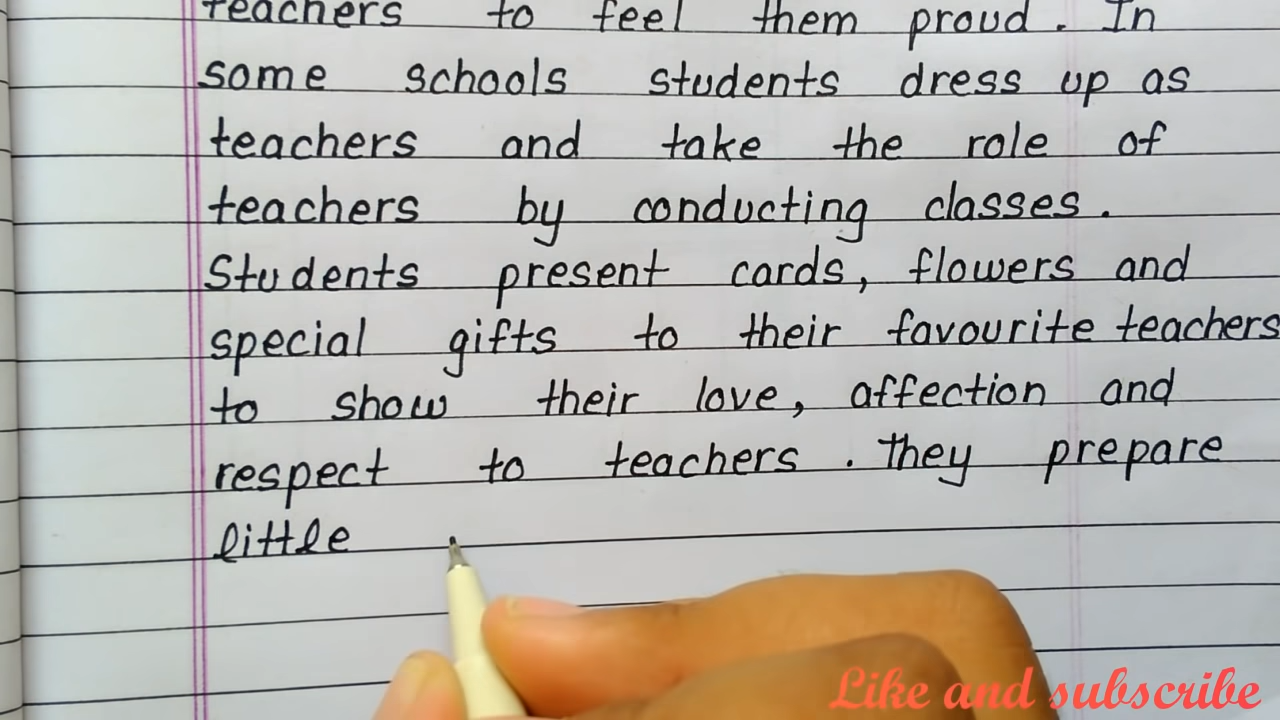 teachers to feel them proud. In
some schools students dress up as
teachers and take the role of
teachers by conducting classes.
Students present cards, flowers and
special gifts to their favourite teachers
to show their love, affection and
respect to teachers. they prepare
little
Like and subscribe